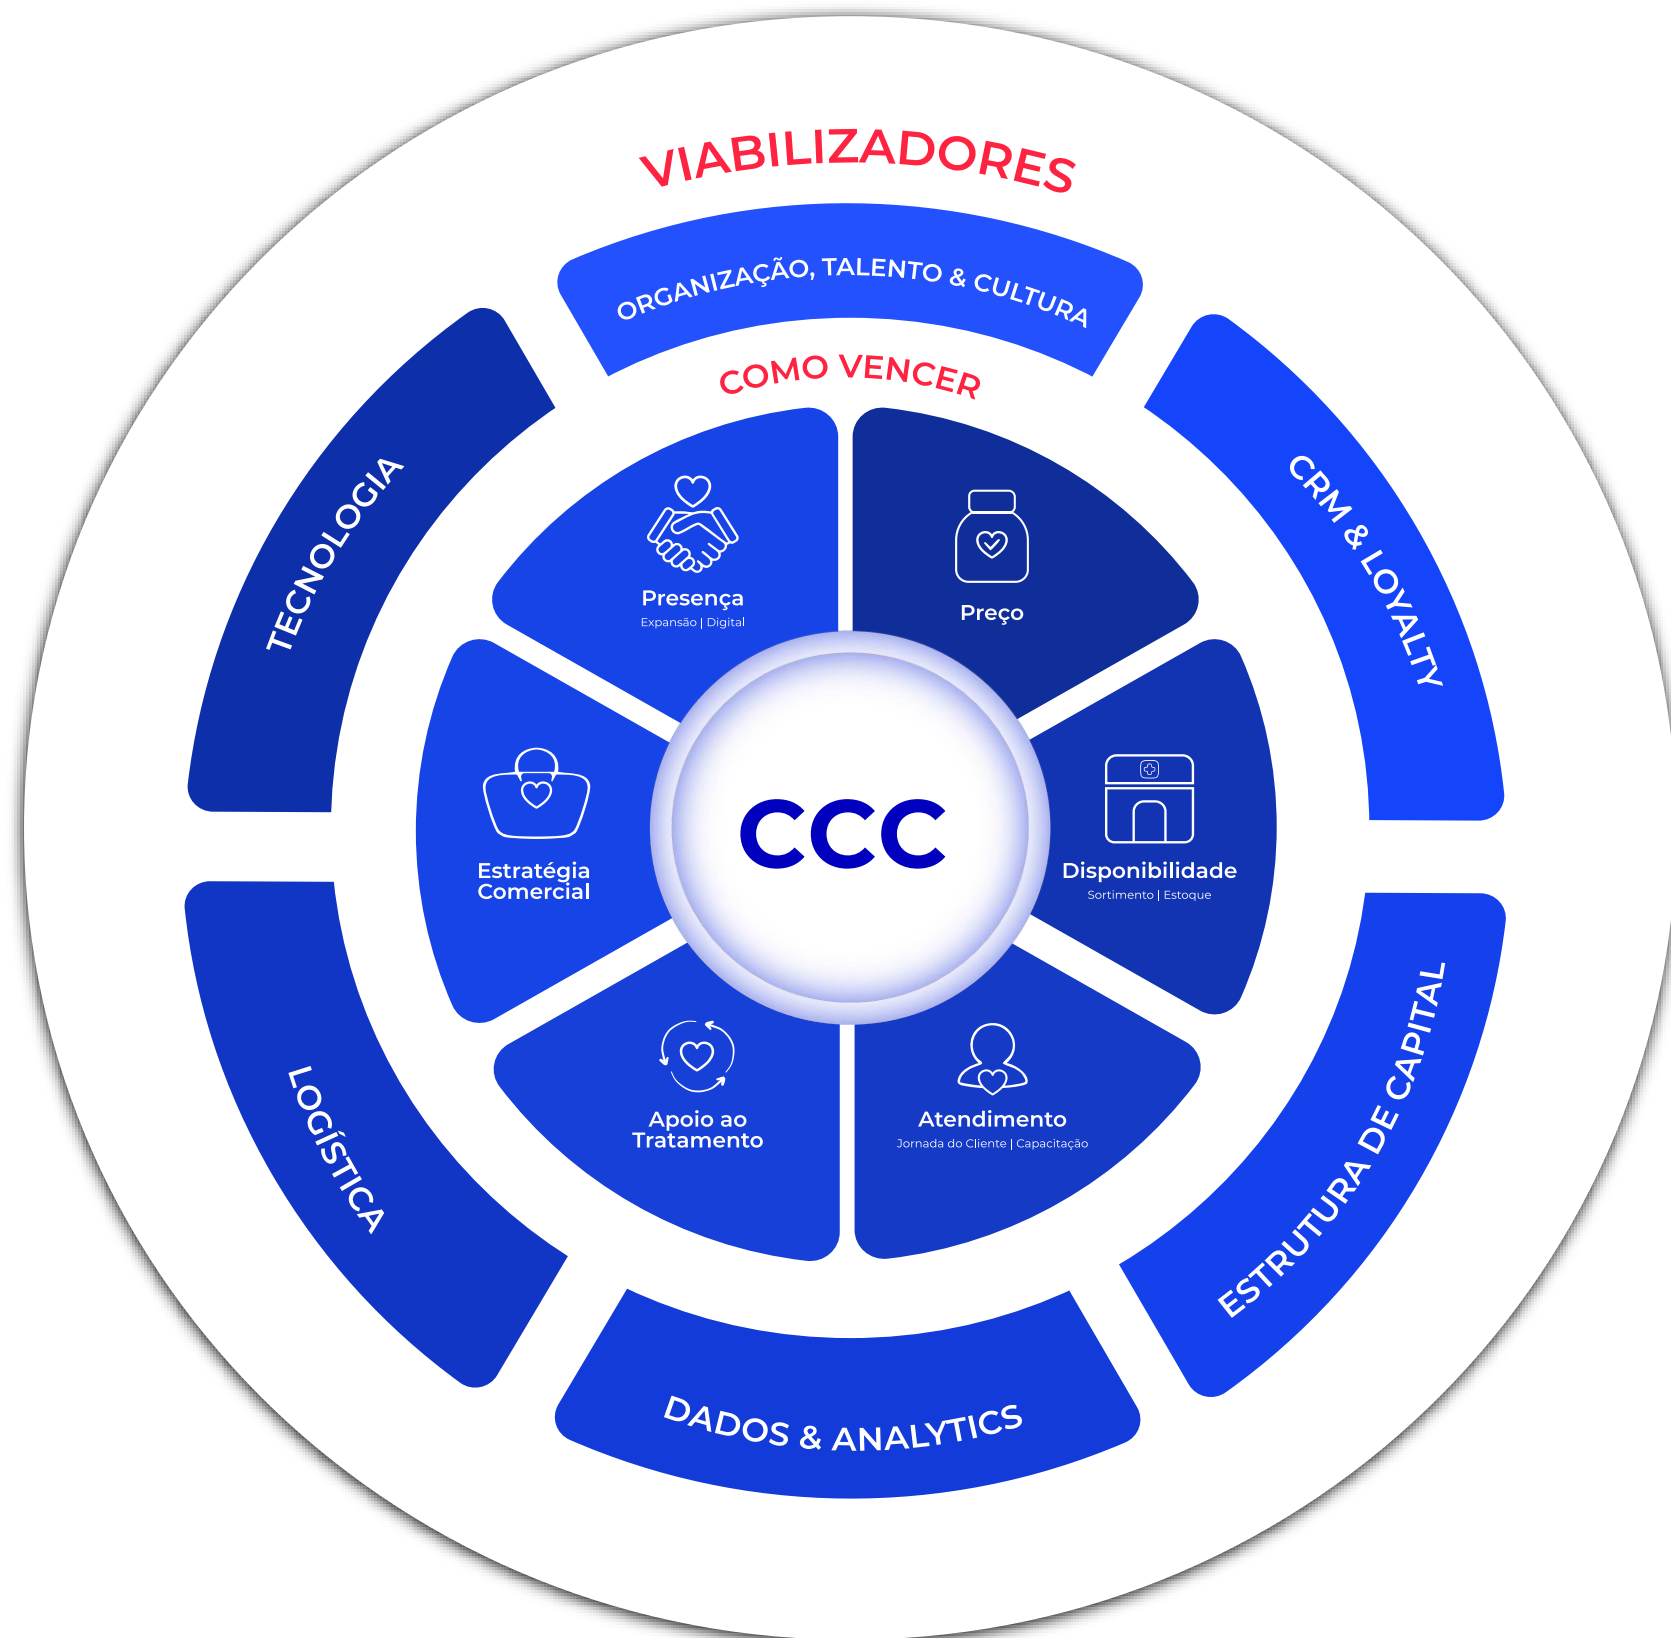 VIABILIZADORES
ORGANIZAÇÃO, TALENTO & CULTURA
CRM & LOYALTY
ESTRUTURA DE CAPITAL
DADOS & ANALYTICS
LOGÍSTICA
TECNOLOGIA
COMO VENCER
Presença
Expansão | Digital
Preço
Disponibilidade
Sortimento | Estoque
Atendimento
Jornada do Cliente | Capacitação
Apoio ao
Tratamento
Estratégia
Comercial
CCC